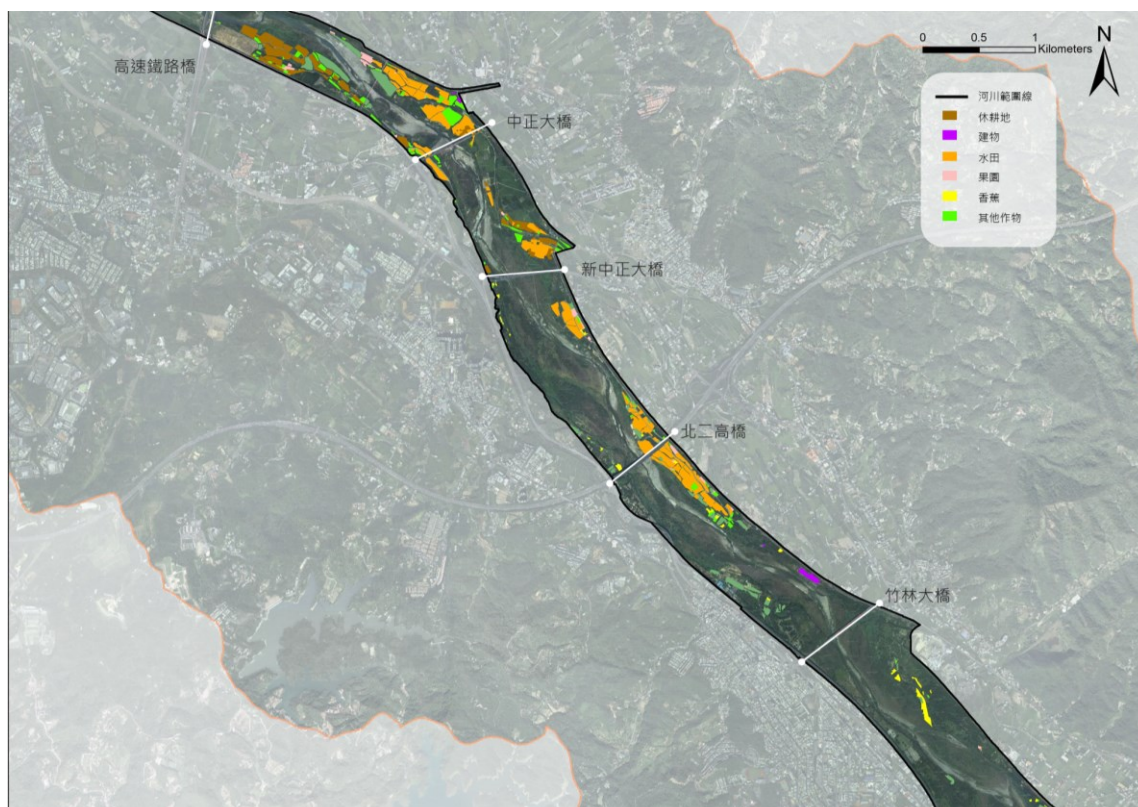 N
0 0.5 1
Kilometers
河川範圍線
休耕地
建物
水田
果園
香蕉
其他作物
高速鐵路橋
中正大橋
新中正大橋
北二高橋
竹林大橋